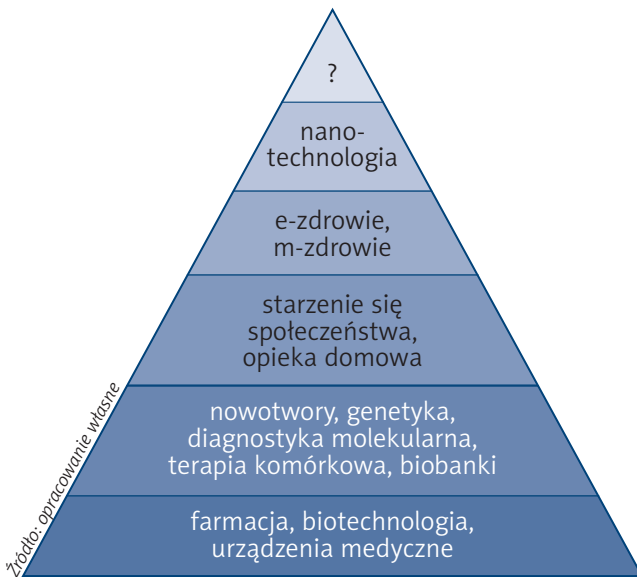 ?
nano-
technologia
e-zdrowie,
m-zdrowie
starzenie się
społeczeństwa,
opieka domowa
nowotwory, genetyka,
diagnostyka molekularna,
terapia komórkowa, biobanki
farmacja, biotechnologia,
urządzenia medyczne
Źródło: opracowanie własne